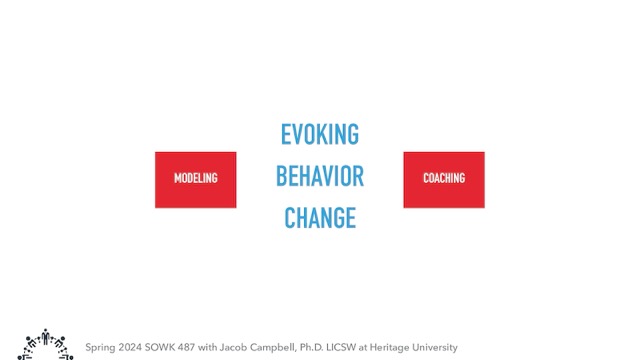 EVOKING
BEHAVIOR
CHANGE
MODELING
COACHING
Spring 2024 SOWK 487 with Jacob Campbell, Ph.D. LICSW at Heritage University